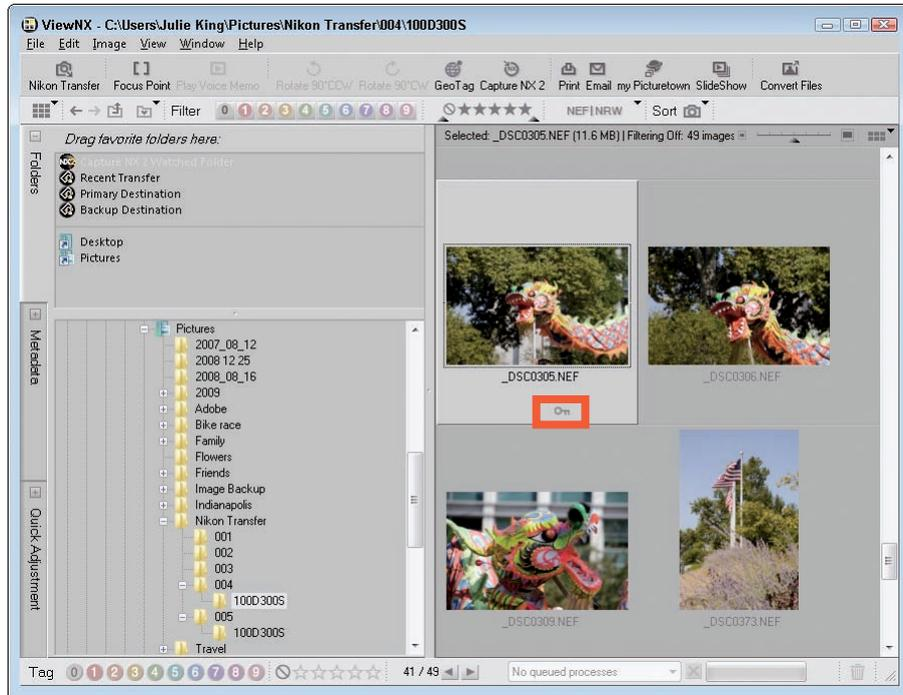 ViewNX - C:\Users\Julie King\Pictures\Nikon Transfer\004\100D300S
File Edit Image View Window Help
Nikon Transfer Focus Point Play Voice Memo Rotate 90°CCW Rotate 90°CW GeoTag Capture NX 2 Print Email my Picturetown SlideShow Convert Files
Filter 0 1 2 3 4 5 6 7 8 9 NEF|NRW Sort
Folders
Drag favorite folders here:
Capture NX 2 Watched Folder
Recent Transfer
Primary Destination
Backup Destination
Desktop
Pictures
Metadata
Pictures
2007_08_12
2008 12 25
2008_08_16
2009
Adobe
Bike race
Family
Flowers
Friends
Image Backup
Indianapolis
Nikon Transfer
001
002
003
004
100D300S
005
100D300S
Travel
Quick Adjustment
Selected: _DSC0305.NEF (11.6 MB) | Filtering Off: 49 images
_DSC0305.NEF
_DSC0306.NEF
_DSC0309.NEF
_DSC0373.NEF
Tag 0 1 2 3 4 5 6 7 8 9 41 / 49 No queued processes